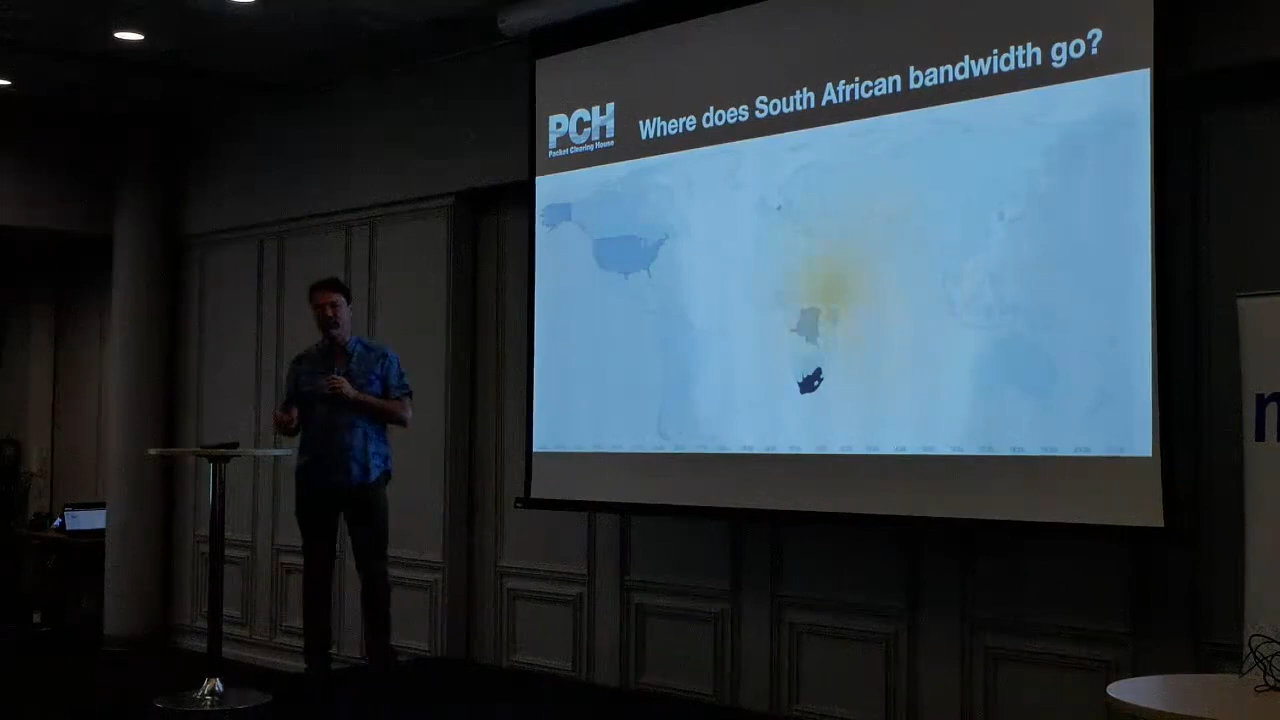 Where does South African bandwidth go?
PCH
Packet Clearing House
n